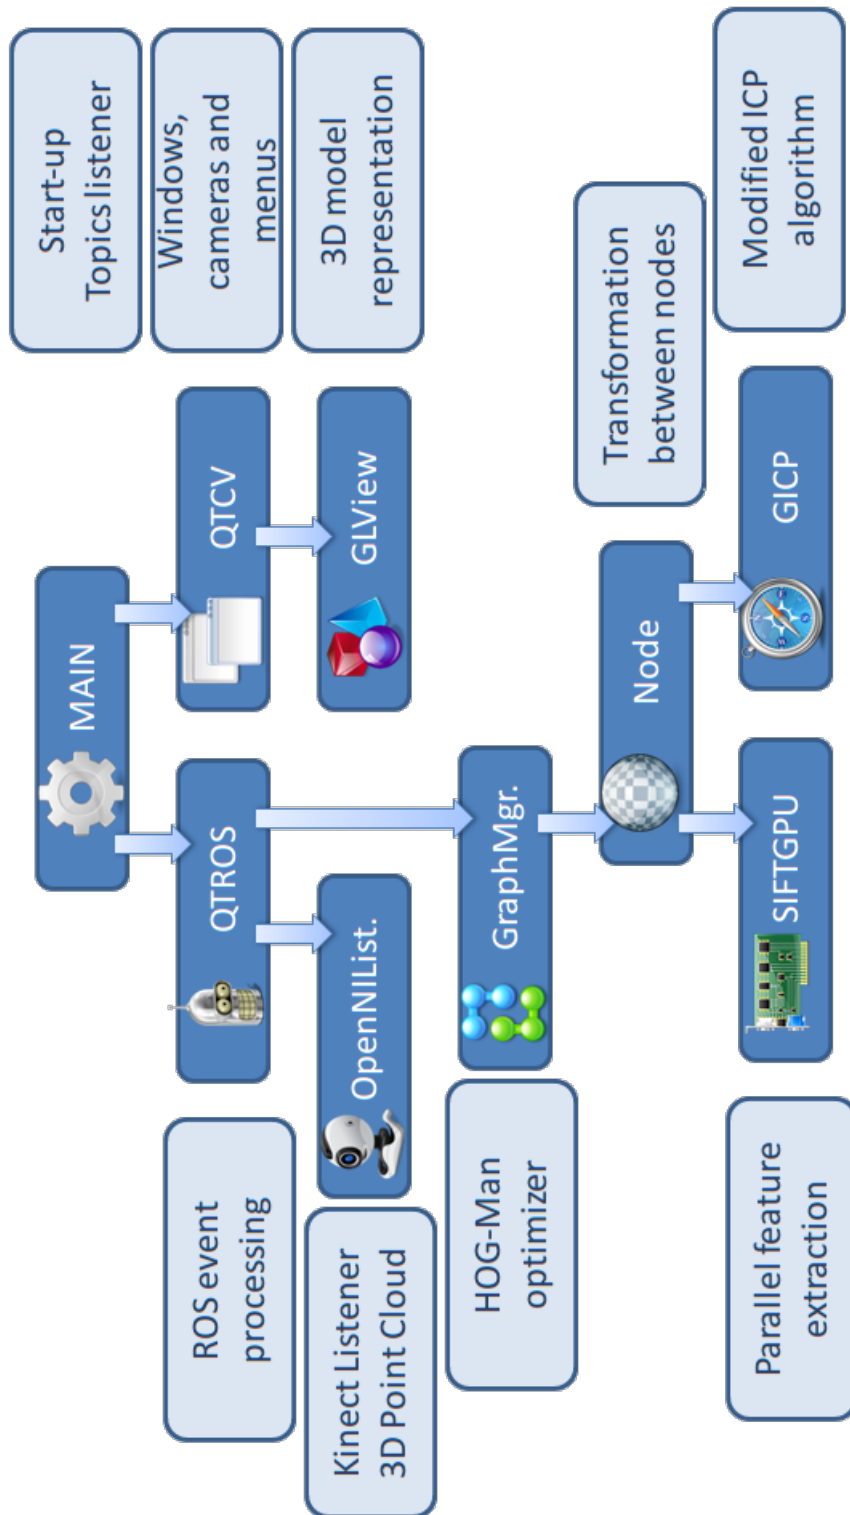 MAIN
Start-up
Topics listener
QTROS
QTCV
ROS event
processing
Windows,
cameras and
menus
OpenNIList.
GLView
Kinect Listener
3D Point Cloud
3D model
representation
GraphMgr.
HOG-Man
optimizer
Node
Transformation
between nodes
SIFTGPU
GICP
Parallel feature
extraction
Modified ICP
algorithm